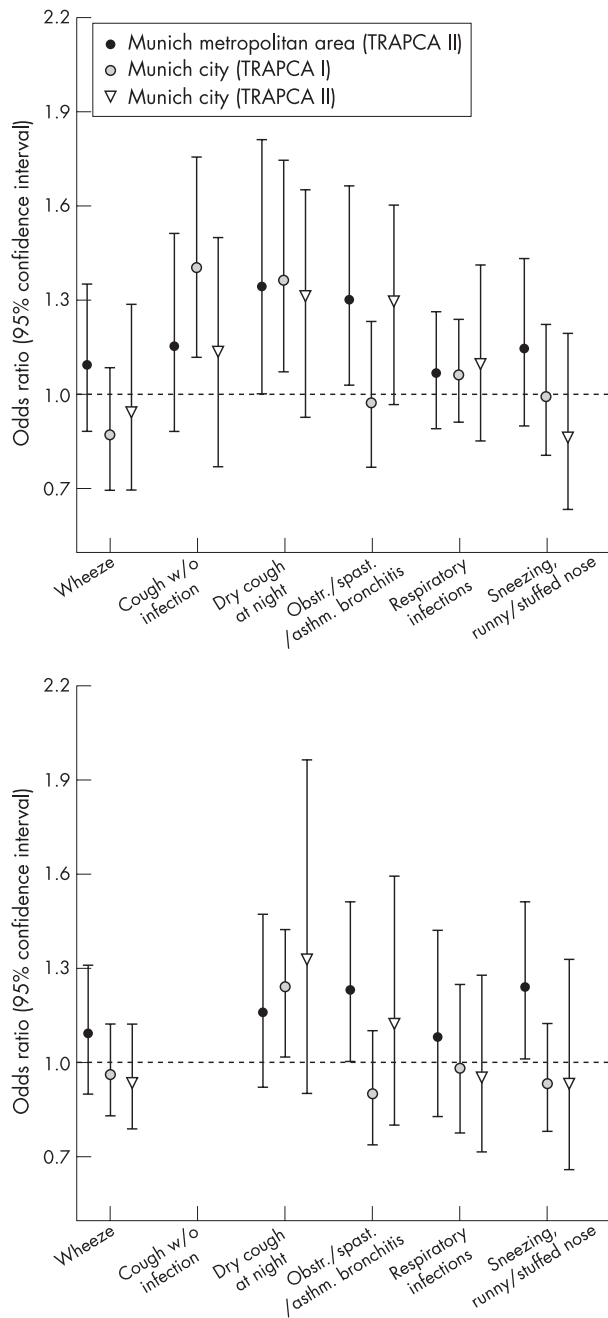 2.2
Munich metropolitan area (TRAPCA II)
Munich city (TRAPCA I)
Munich city (TRAPCA II)
1.9
1.6
1.3
1.0
0.7
Odds ratio (95% confidence interval)
Wheeze
Cough w/o
infection
Dry cough
at night
Obstr./spast.
/asthm. bronchitis
Respiratory
infections
Sneezing,
runny/stuffed nose
2.2
1.9
1.6
1.3
1.0
0.7
Odds ratio (95% confidence interval)
Wheeze
Cough w/o
infection
Dry cough
at night
Obstr./spast.
/asthm. bronchitis
Respiratory
infections
Sneezing,
runny/stuffed nose